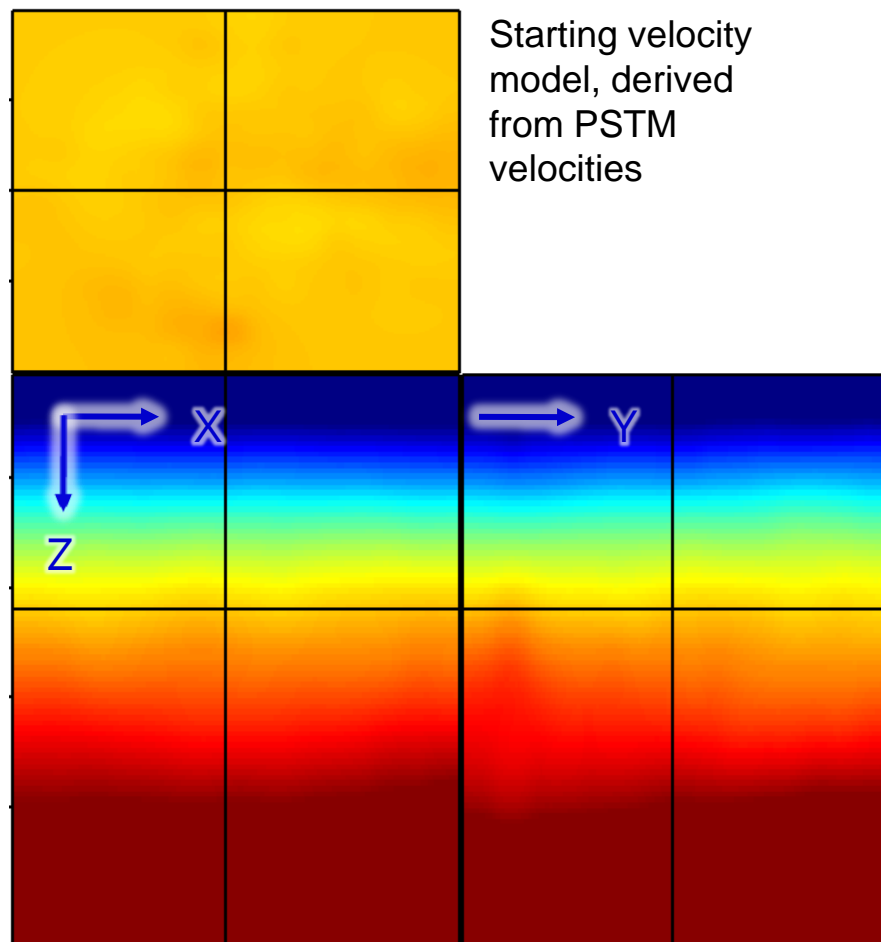 Starting velocity
model, derived
from PSTM
velocities
X
Y
Z